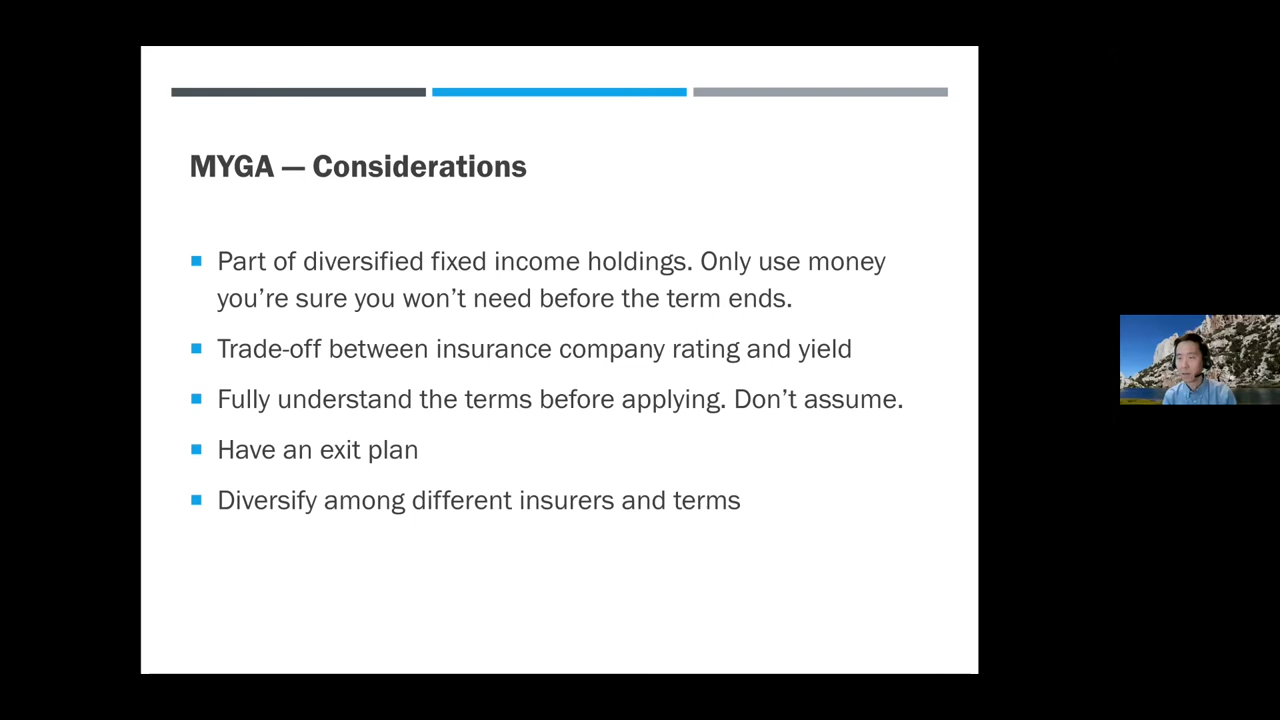 MYGA — Considerations
Part of diversified fixed income holdings. Only use money
you’re sure you won’t need before the term ends.
Trade-off between insurance company rating and yield
Fully understand the terms before applying. Don’t assume.
Have an exit plan
Diversify among different insurers and terms